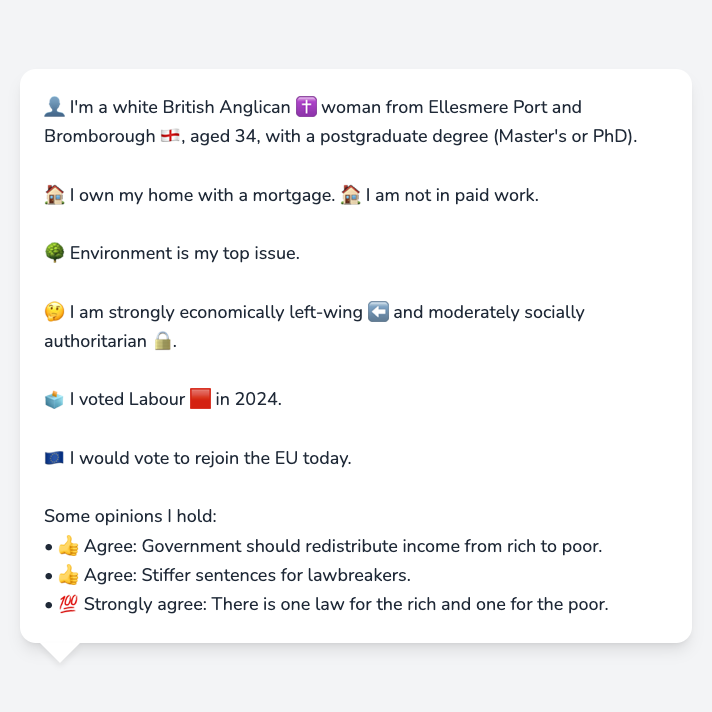 👤 I'm a white British Anglican ✝️ woman from Ellesmere Port and
Bromborough 🏴󠁧󠁢󠁥󠁮󠁧󠁿, aged 34, with a postgraduate degree (Master's or PhD).
🏠 I own my home with a mortgage. 🏠 I am not in paid work.
🌳 Environment is my top issue.
🤔 I am strongly economically left-wing ⬅️ and moderately socially
authoritarian 🔒.
🗳️ I voted Labour 🟥 in 2024.
🇪🇺 I would vote to rejoin the EU today.
Some opinions I hold:
• 👍 Agree: Government should redistribute income from rich to poor.
• 👍 Agree: Stiffer sentences for lawbreakers.
• 💯 Strongly agree: There is one law for the rich and one for the poor.